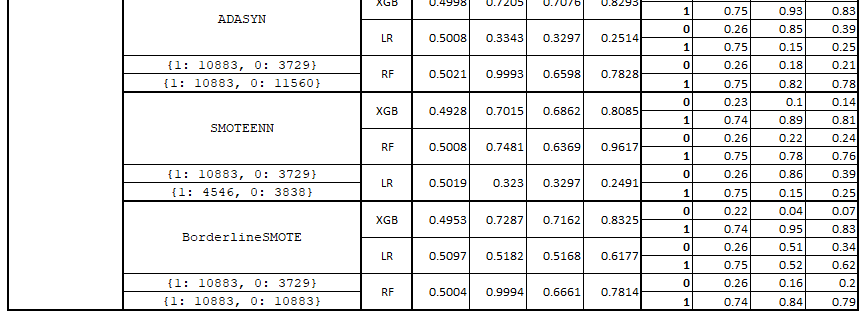 XGB 0.4998 0.7205 0.7076 0.8293
1 0.75 0.93 0.83
ADASYN
LR 0.5008 0.3343 0.3297 0.2514
0 0.26 0.85 0.39
1 0.75 0.15 0.25
{1: 10883, 0: 3729}
{1: 10883, 0: 11560}
RF 0.5021 0.9993 0.6598 0.7828
0 0.26 0.18 0.21
1 0.75 0.82 0.78
SMOTEENN
XGB 0.4928 0.7015 0.6862 0.8085
0 0.23 0.1 0.14
1 0.74 0.89 0.81
RF 0.5008 0.7481 0.6369 0.9617
0 0.26 0.22 0.24
1 0.75 0.78 0.76
{1: 10883, 0: 3729}
{1: 4546, 0: 3838}
LR 0.5019 0.323 0.3297 0.2491
0 0.26 0.86 0.39
1 0.75 0.15 0.25
BorderlineSMOTE
XGB 0.4953 0.7287 0.7162 0.8325
0 0.22 0.04 0.07
1 0.74 0.95 0.83
LR 0.5097 0.5182 0.5168 0.6177
0 0.26 0.51 0.34
1 0.75 0.52 0.62
{1: 10883, 0: 3729}
{1: 10883, 0: 10883}
RF 0.5004 0.9994 0.6661 0.7814
0 0.26 0.16 0.2
1 0.74 0.84 0.79